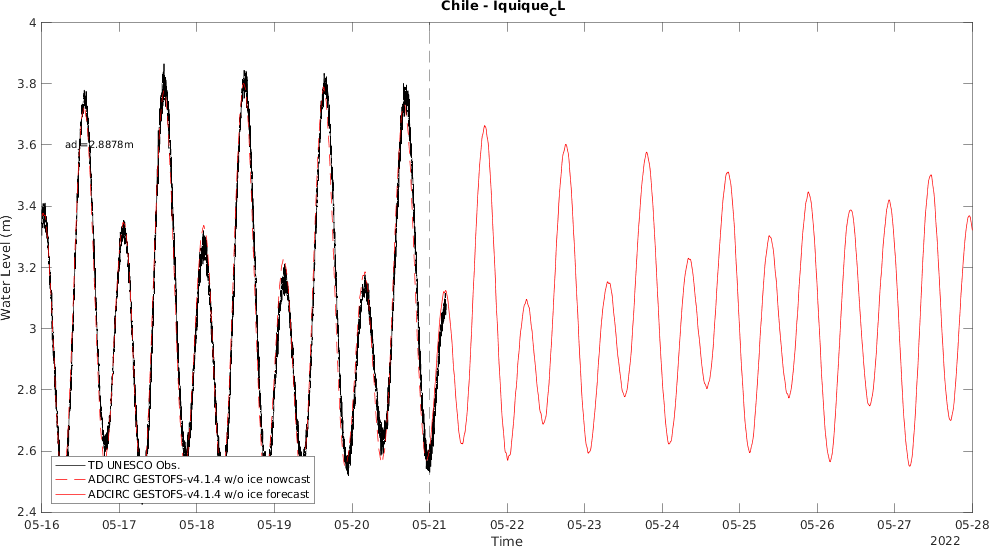 Chile - Iquique_CL
4
3.8
3.6
3.4
3.2
3
2.8
2.6
2.4
Water Level (m)
ad =2.8878m
TD UNESCO Obs.
ADCIRC GESTOFS-v4.1.4 w/o ice nowcast
ADCIRC GESTOFS-v4.1.4 w/o ice forecast
05-16 05-17 05-18 05-19 05-20 05-21 05-22 05-23 05-24 05-25 05-26 05-27 05-28
Time
2022